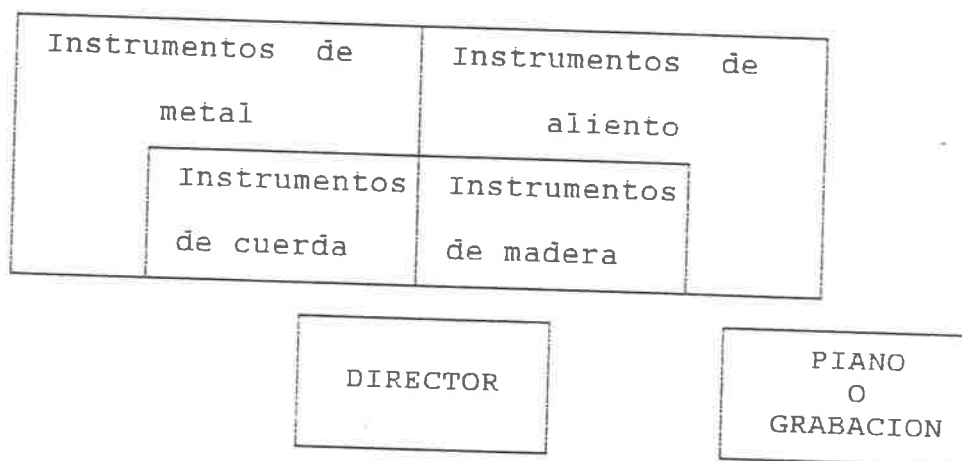 Instrumentos de
metal
Instrumentos de
aliento
Instrumentos
de cuerda
Instrumentos
de madera
DIRECTOR
PIANO
O
GRABACION